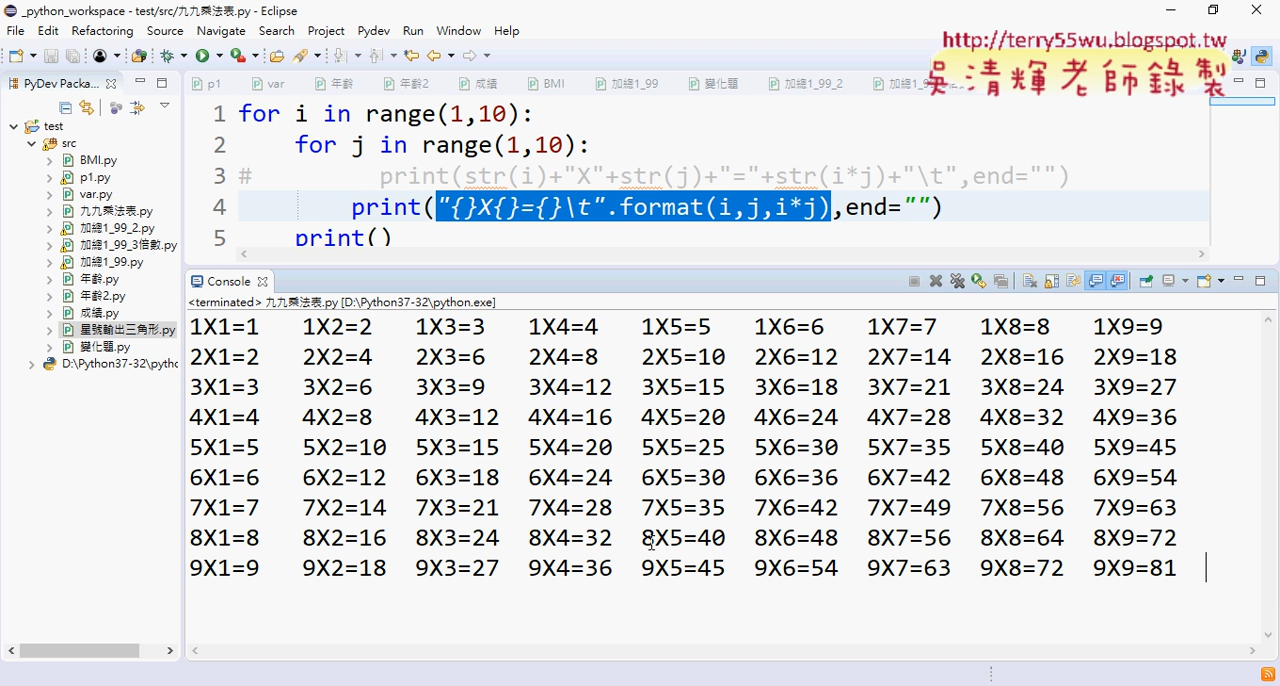 _python_workspace - test/src/九九乘法表.py - Eclipse
File Edit Refactoring Source Navigate Search Project Pydev Run Window Help
http://terry55wu.blogspot.tw
吳清輝老師錄製
PyDev Packa...
p1 var 年齡 年齡2 成績 BMI 加總1_99 變化題 加總1_99_2
test
src
BMI.py
p1.py
var.py
九九乘法表.py
加總1_99_2.py
加總1_99_3倍數.py
加總1_99.py
年齡.py
年齡2.py
成績.py
星號輸出三角形.py
變化題.py
D:\Python37-32\pytho
1 for i in range(1,10):
2 for j in range(1,10):
3 # print(str(i)+"X"+str(j)+"="+str(i*j)+"\t",end="")
4 print("{}X{}={}\t".format(i,j,i*j),end="")
5 print()
Console
<terminated> 九九乘法表.py [D:\Python37-32\python.exe]
1X1=1 1X2=2 1X3=3 1X4=4 1X5=5 1X6=6 1X7=7 1X8=8 1X9=9
2X1=2 2X2=4 2X3=6 2X4=8 2X5=10 2X6=12 2X7=14 2X8=16 2X9=18
3X1=3 3X2=6 3X3=9 3X4=12 3X5=15 3X6=18 3X7=21 3X8=24 3X9=27
4X1=4 4X2=8 4X3=12 4X4=16 4X5=20 4X6=24 4X7=28 4X8=32 4X9=36
5X1=5 5X2=10 5X3=15 5X4=20 5X5=25 5X6=30 5X7=35 5X8=40 5X9=45
6X1=6 6X2=12 6X3=18 6X4=24 6X5=30 6X6=36 6X7=42 6X8=48 6X9=54
7X1=7 7X2=14 7X3=21 7X4=28 7X5=35 7X6=42 7X7=49 7X8=56 7X9=63
8X1=8 8X2=16 8X3=24 8X4=32 8X5=40 8X6=48 8X7=56 8X8=64 8X9=72
9X1=9 9X2=18 9X3=27 9X4=36 9X5=45 9X6=54 9X7=63 9X8=72 9X9=81